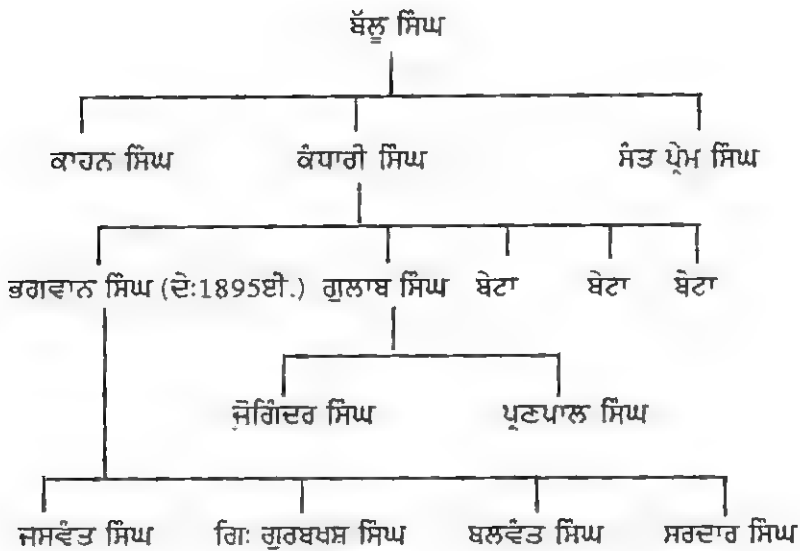 ਬੱਲੂ ਸਿੰਘ
ਕਾਹਨ ਸਿੰਘ ਕੰਧਾਰੀ ਸਿੰਘ ਸੰਤ ਪ੍ਰੇਮ ਸਿੰਘ
ਭਗਵਾਨ ਸਿੰਘ (ਦੇ:1895ਈ.) ਗੁਲਾਬ ਸਿੰਘ ਬੇਟਾ ਬੇਟਾ ਬੇਟਾ
ਜੋਗਿੰਦਰ ਸਿੰਘ ਪ੍ਰਣਪਾਲ ਸਿੰਘ
ਜਸਵੰਤ ਸਿੰਘ ਗਿ: ਗੁਰਬਖਸ਼ ਸਿੰਘ ਬਲਵੰਤ ਸਿੰਘ ਸਰਦਾਰ ਸਿੰਘ